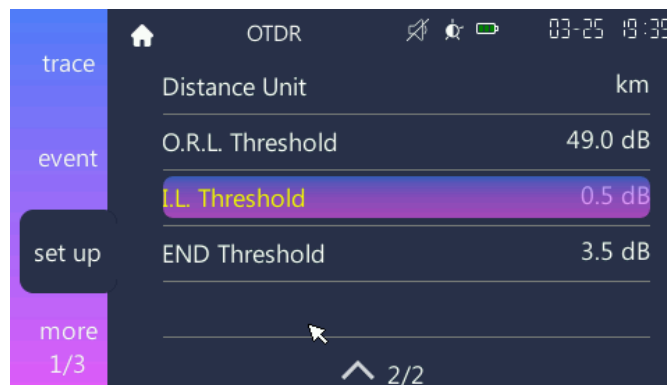 OTDR 03-25 19:39
trace
Distance Unit km
O.R.L. Threshold 49.0 dB
event
I.L. Threshold 0.5 dB
set up
END Threshold 3.5 dB
more
1/3
2/2